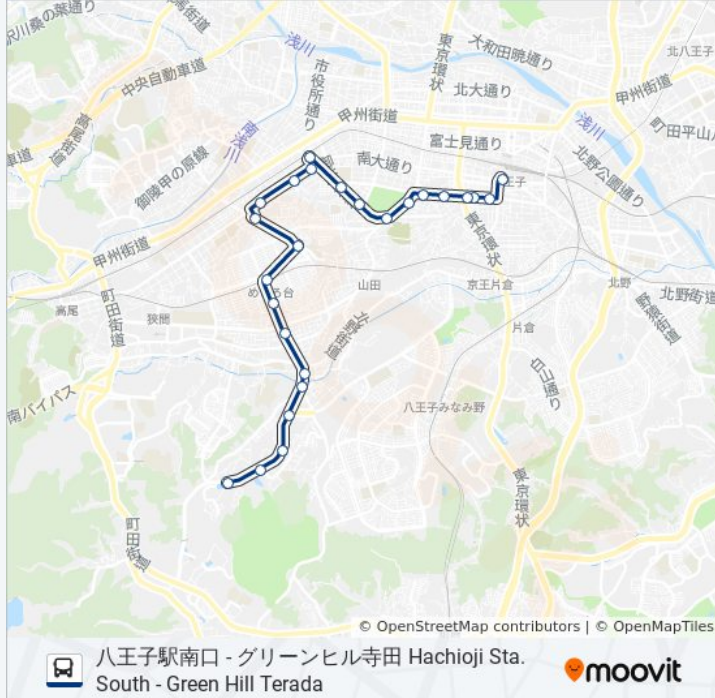 訳川桑の葉通り
中央自動車道
浅川
市役所通り
東京環状
大和田暁通り
北八王子
北大通り
甲州街道
甲州街道
高尾街道
南浅川
富士見通り
浅川
町田平山
車道
御陵甲の原線
南大通り
北野公園通り
王子
東京環状
甲州街道
山田
京王片倉
北野
北野街道
高尾
町田街道
狭間
北野街道
片倉
野猿街道
白山通り
南バイパス
八王子みなみ野
東京環状
町田街道
© OpenStreetMap contributors | © OpenMapTiles
八王子駅南口 - グリーンヒル寺田 Hachioji Sta.
South - Green Hill Terada
moovit